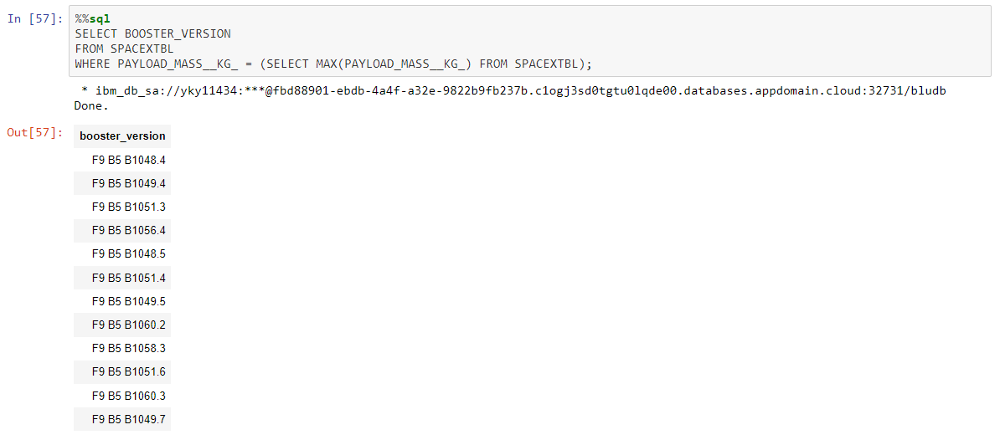 In [57]: %%sql
SELECT BOOSTER_VERSION
FROM SPACEXTBL
WHERE PAYLOAD_MASS__KG_ = (SELECT MAX(PAYLOAD_MASS__KG_) FROM SPACEXTBL);
* ibm_db_sa://yky11434:***@fbd88901-ebdb-4a4f-a32e-9822b9fb237b.c1ogj3sd0tgtu0lqde00.databases.appdomain.cloud:32731/bludb
Done.
Out[57]: booster_version
F9 B5 B1048.4
F9 B5 B1049.4
F9 B5 B1051.3
F9 B5 B1056.4
F9 B5 B1048.5
F9 B5 B1051.4
F9 B5 B1049.5
F9 B5 B1060.2
F9 B5 B1058.3
F9 B5 B1051.6
F9 B5 B1060.3
F9 B5 B1049.7